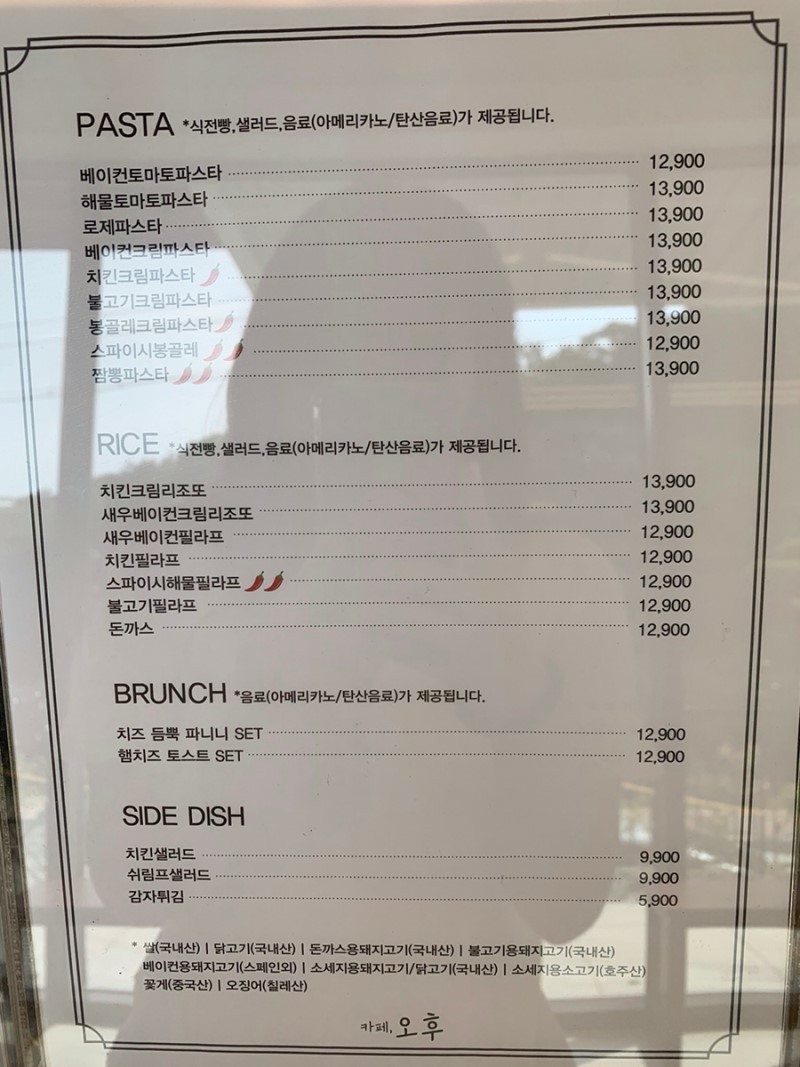 PASTA *식전빵,샐러드,음료(아메리카노/탄산음료)가 제공됩니다.
베이컨토마토파스타 12,900
해물토마토파스타 13,900
로제파스타 13,900
베이컨크림파스타 13,900
치킨크림파스타 13,900
불고기크림파스타 13,900
봉골레크림파스타 13,900
스파이시봉골레 12,900
짬뽕파스타 13,900
RICE *식전빵,샐러드,음료(아메리카노/탄산음료)가 제공됩니다.
치킨크림리조또 13,900
새우베이컨크림리조또 13,900
새우베이컨필라프 12,900
치킨필라프 12,900
스파이시해물필라프 12,900
불고기필라프 12,900
돈까스 12,900
BRUNCH *음료(아메리카노/탄산음료)가 제공됩니다.
치즈 듬뿍 파니니 SET 12,900
햄치즈 토스트 SET 12,900
SIDE DISH
치킨샐러드 9,900
쉬림프샐러드 9,900
감자튀김 5,900
* 쌀(국내산) | 닭고기(국내산) | 돈까스용돼지고기(국내산) | 불고기용돼지고기(국내산)
베이컨용돼지고기(스페인외) | 소세지용돼지고기/닭고기(국내산) | 소세지용소고기(호주산)
꽃게(중국산) | 오징어(칠레산)
카페, 오후